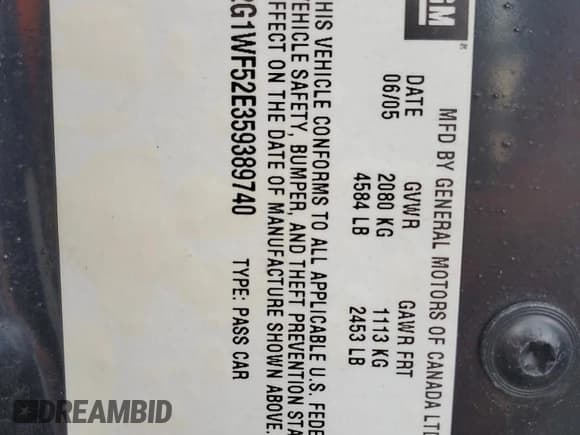 GM
®
MFD BY GENERAL MOTORS OF CANADA LTD
DATE GVWR GAWR FRT
06/05 2080 KG 1113 KG
4584 LB 2453 LB
THIS VEHICLE CONFORMS TO ALL APPLICABLE U.S. FEDE
VEHICLE SAFETY, BUMPER, AND THEFT PREVENTION STA
EFFECT ON THE DATE OF MANUFACTURE SHOWN ABOVE.
2G1WF52E359389740 TYPE: PASS CAR
DREAMBID